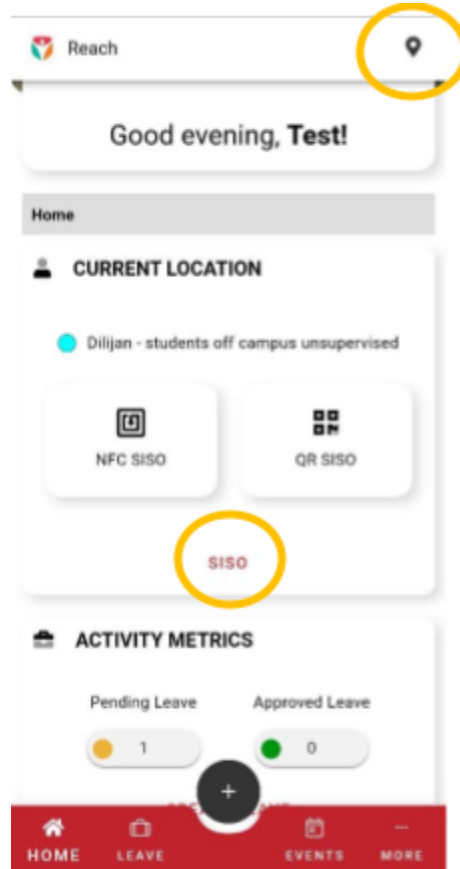 Reach
Good evening, Test!
Home
CURRENT LOCATION
Dilijan - students off campus unsupervised
NFC SISO
QR SISO
SISO
ACTIVITY METRICS
Pending Leave Approved Leave
1 0
+
HOME LEAVE EVENTS MORE